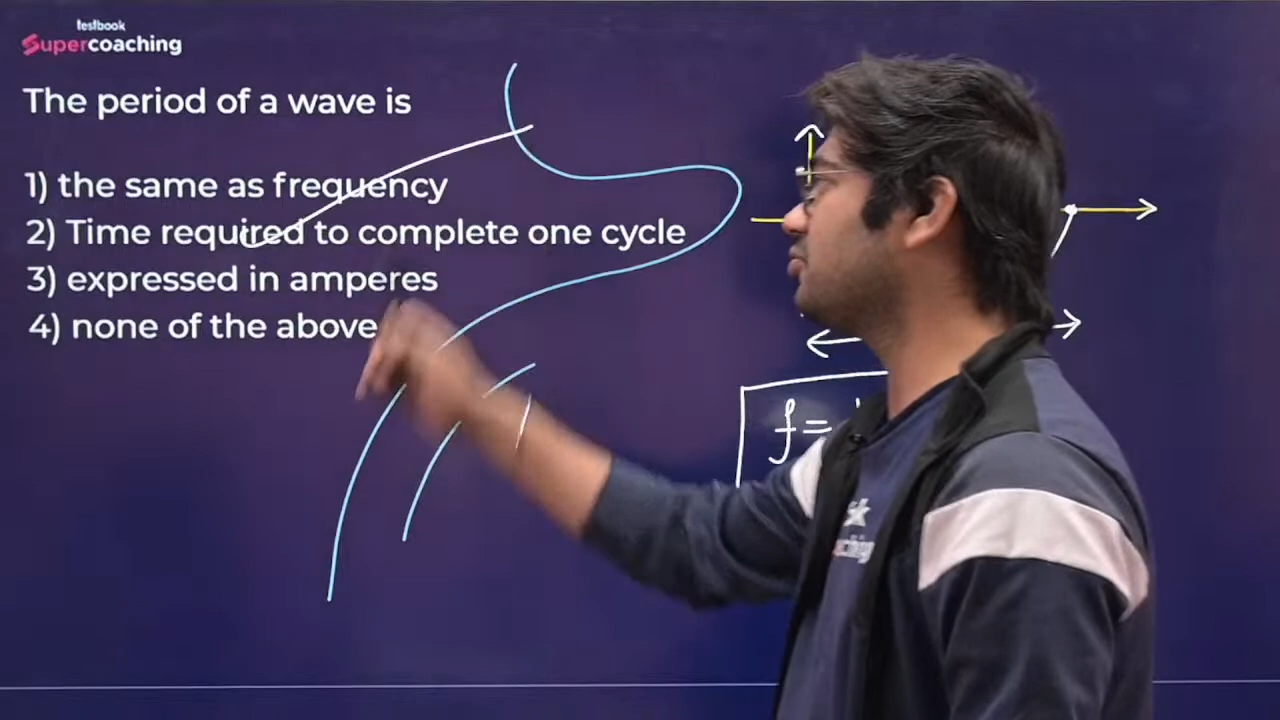 testbook
Supercoaching
The period of a wave is
1) the same as frequency
2) Time required to complete one cycle
3) expressed in amperes
4) none of the above
f =